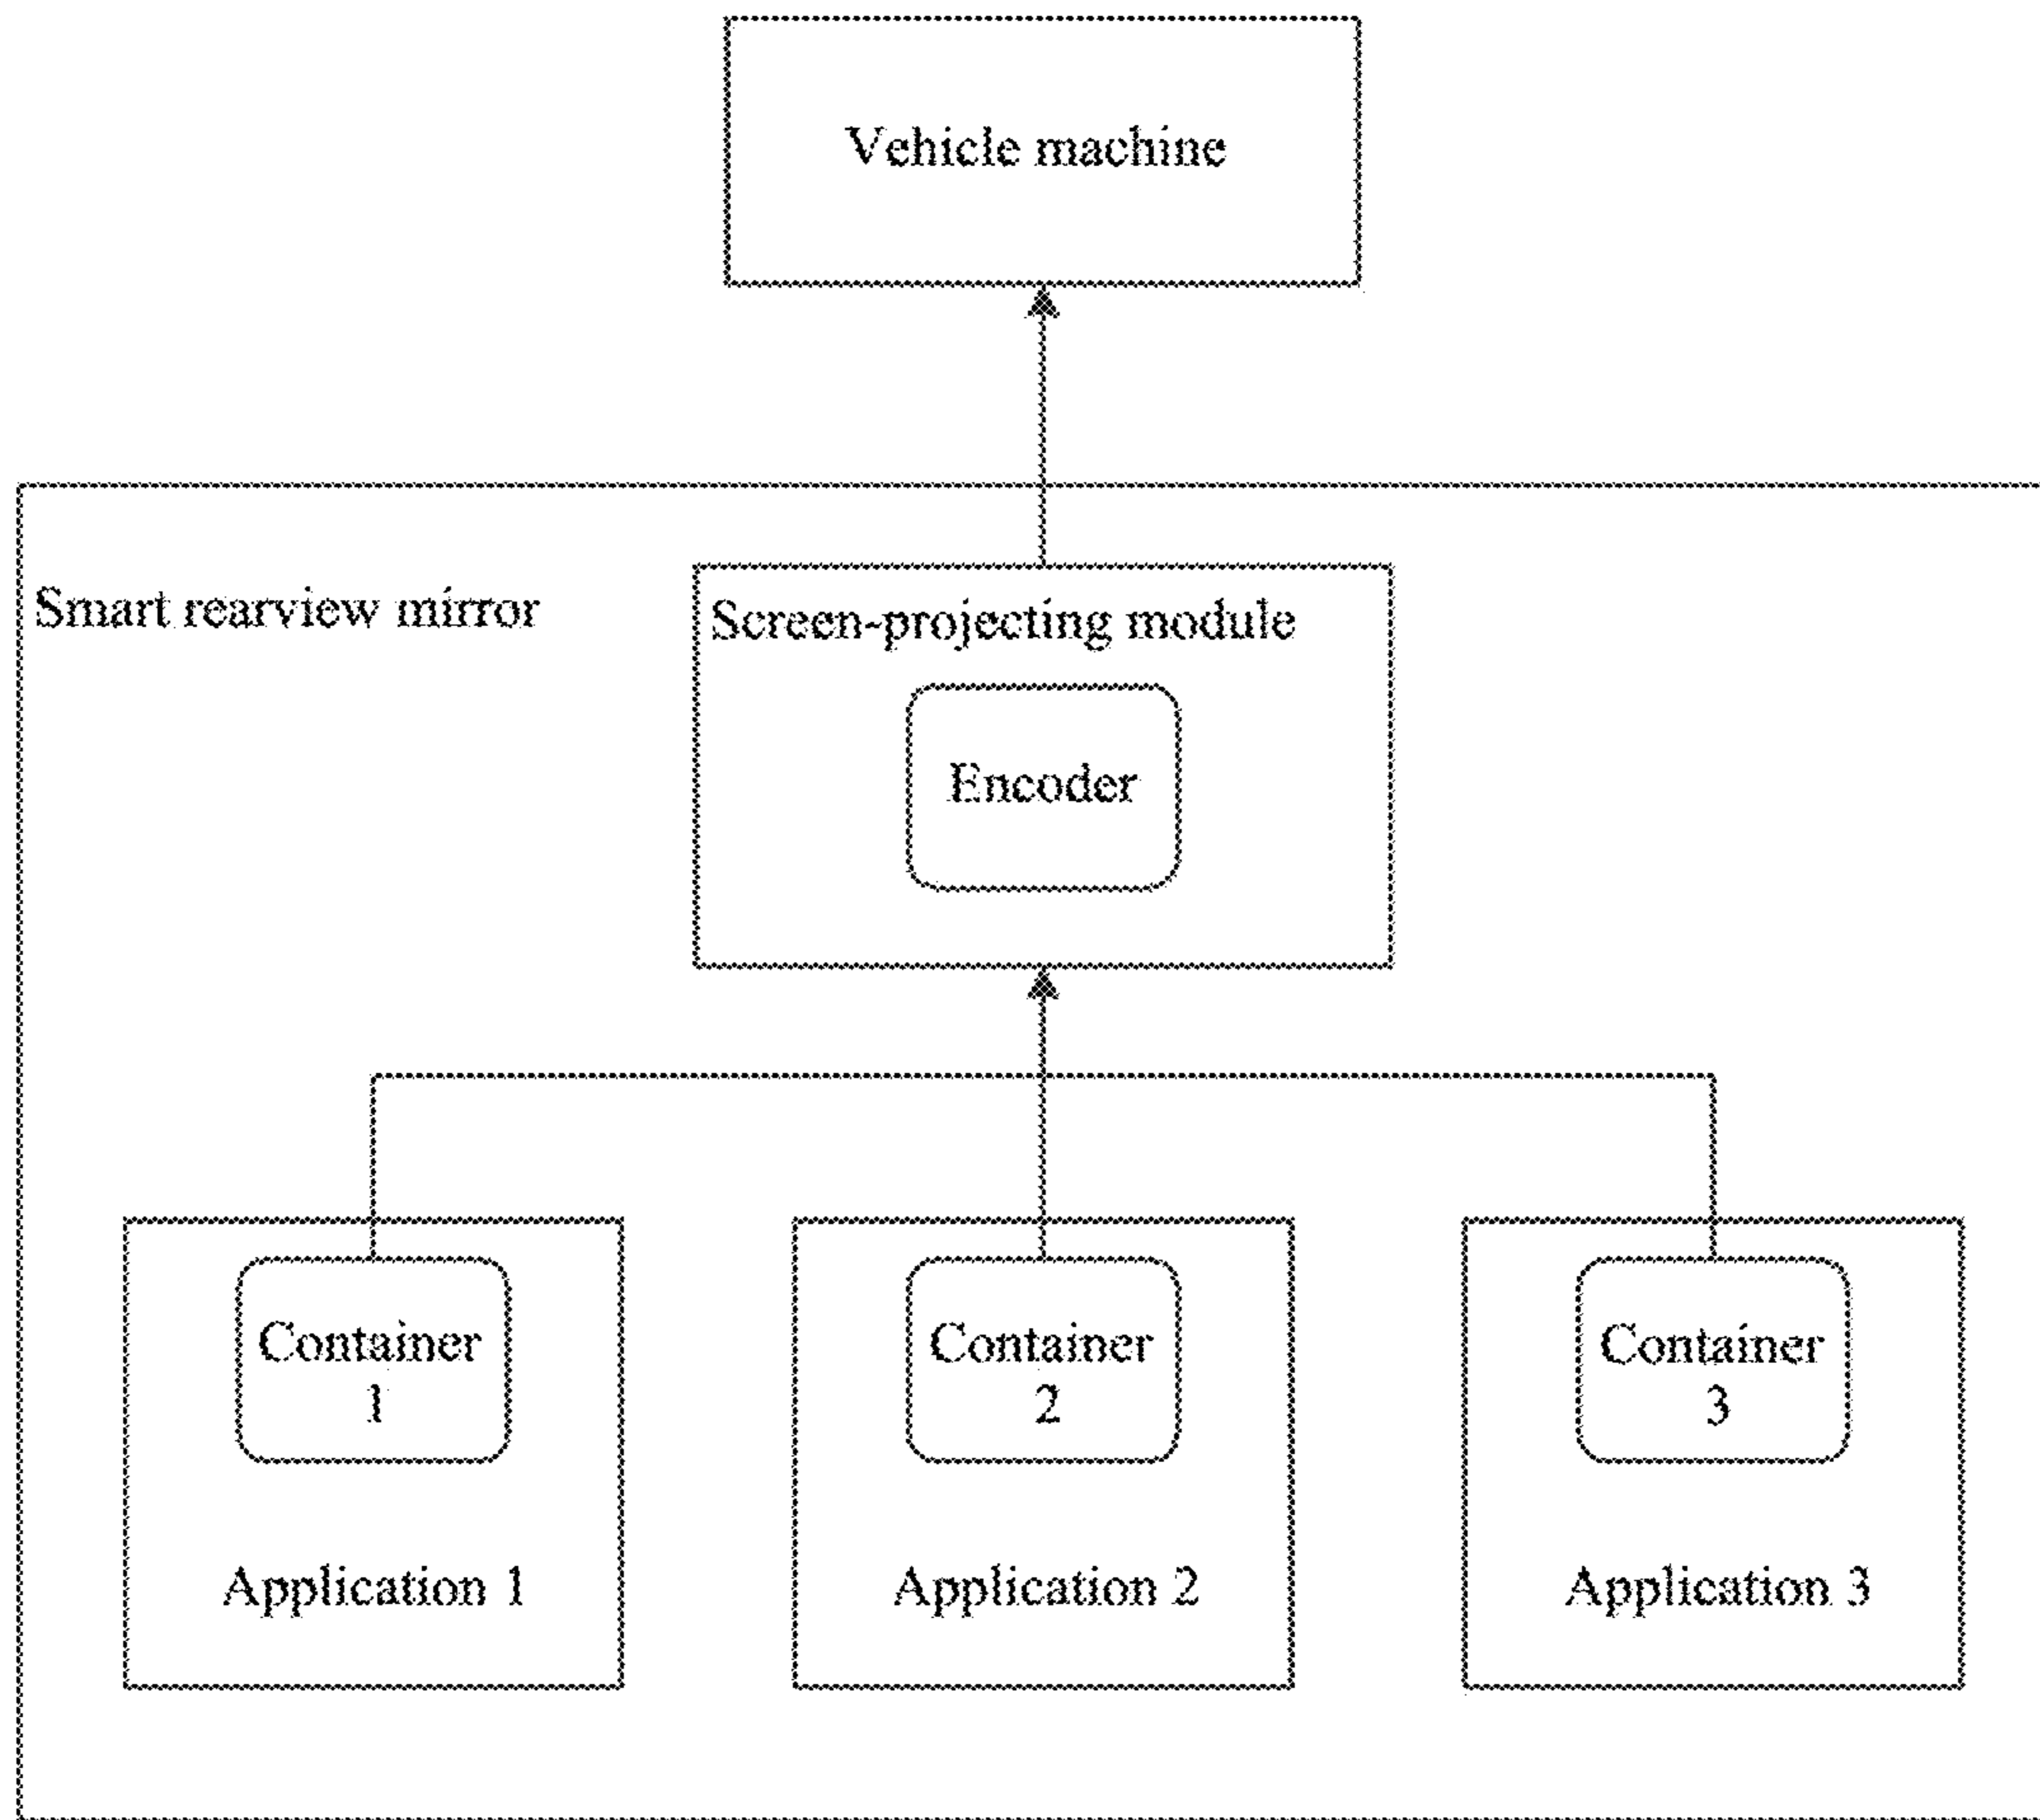 Vehicle machine
Smart rearview mirror
Screen-projecting module
Encoder
Container
1
Container
2
Container
3
Application 1
Application 2
Application 3